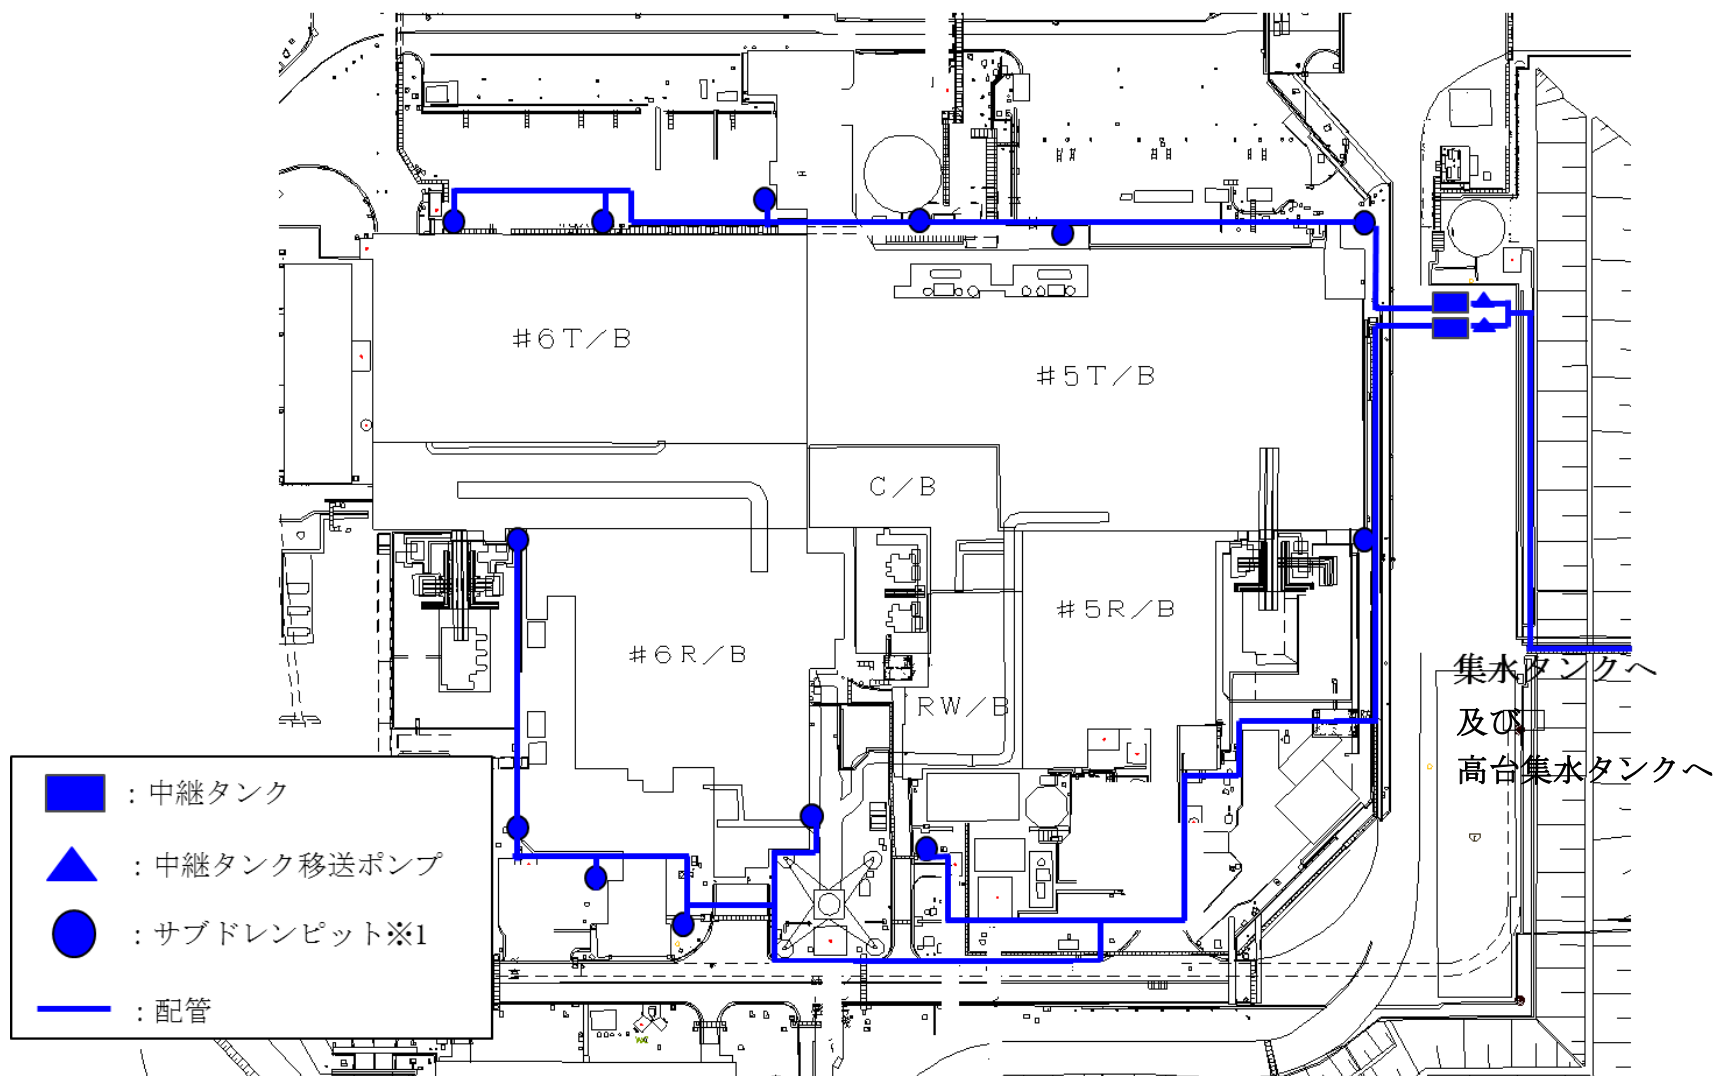 #6T/B
#5T/B
C/B
#5R/B
#6R/B
RW/B
集水タンクへ
及び
高台集水タンクへ
:中継タンク
:中継タンク移送ポンプ
:サブドレンピット※1
:配管